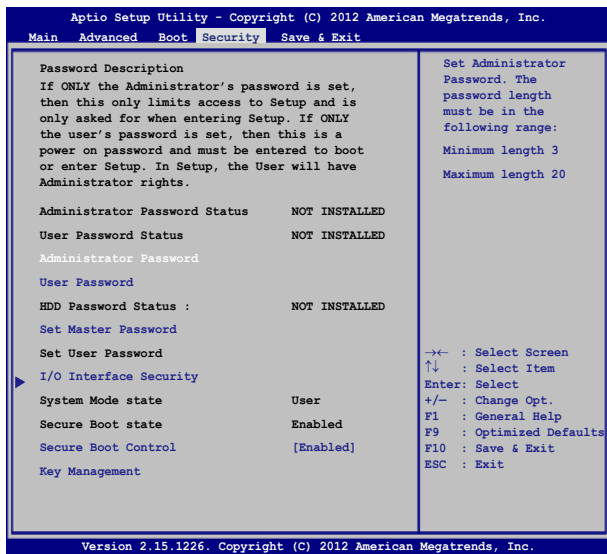 Aptio Setup Utility - Copyright (C) 2012 American Megatrends, Inc.
Main Advanced Boot Security Save & Exit
Password Description
If ONLY the Administrator's password is set,
then this only limits access to Setup and is
only asked for when entering Setup. If ONLY
the user's password is set, then this is a
power on password and must be entered to boot
or enter Setup. In Setup, the User will have
Administrator rights.
Administrator Password Status NOT INSTALLED
User Password Status NOT INSTALLED
Administrator Password
User Password
HDD Password Status : NOT INSTALLED
Set Master Password
Set User Password
I/O Interface Security
System Mode state User
Secure Boot state Enabled
Secure Boot Control [Enabled]
Key Management
Set Administrator
Password. The
password length
must be in the
following range:
Minimum length 3
Maximum length 20
→← : Select Screen
↑↓ : Select Item
Enter: Select
+/— : Change Opt.
F1 : General Help
F9 : Optimized Defaults
F10 : Save & Exit
ESC : Exit
Version 2.15.1226. Copyright (C) 2012 American Megatrends, Inc.